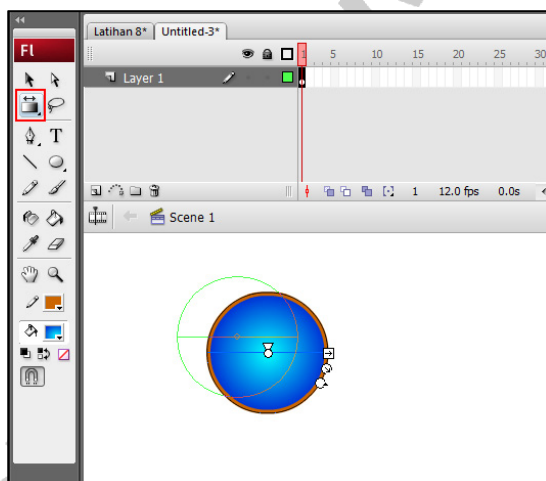 Latihan 8* Untitled-3*
Fl
1 5 10 15 20 25 30
Layer 1
T
1 12.0 fps 0.0s
Scene 1